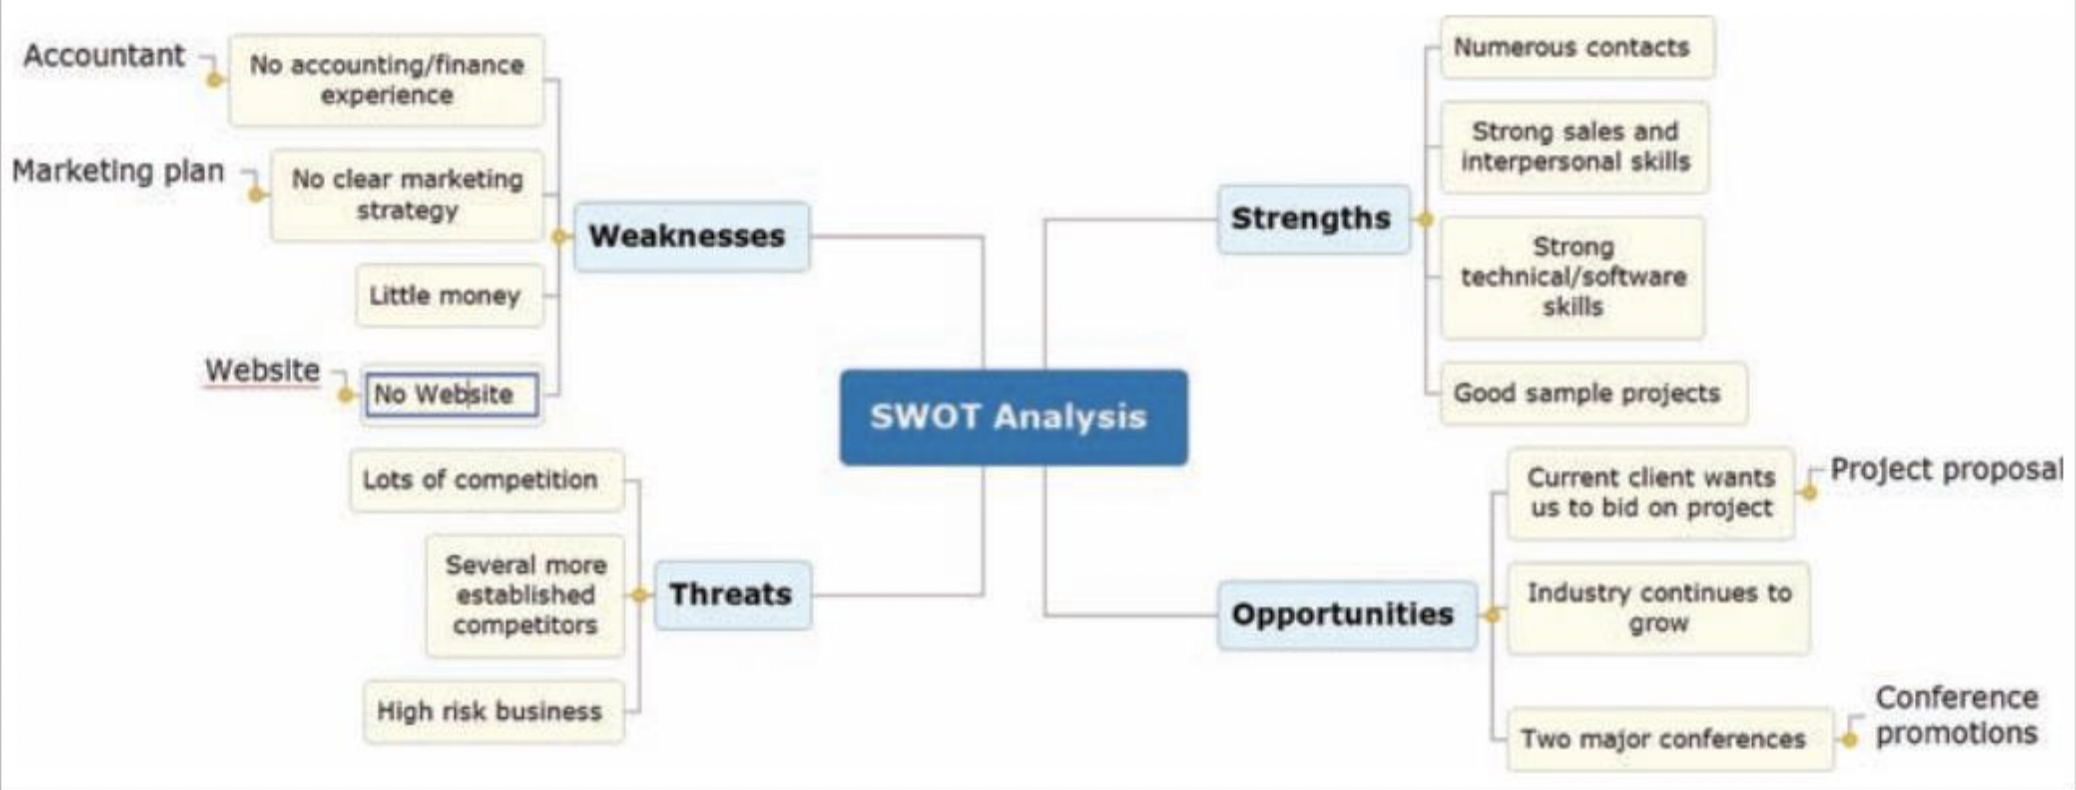 Accountant
No accounting/finance
experience
Marketing plan
No clear marketing
strategy
Weaknesses
Little money
Website
No Website
Lots of competition
Several more
established
competitors
Threats
High risk business
SWOT Analysis
Numerous contacts
Strong sales and
interpersonal skills
Strengths
Strong
technical/software
skills
Good sample projects
Current client wants
us to bid on project
Project proposal
Industry continues to
grow
Opportunities
Two major conferences
Conference
promotions